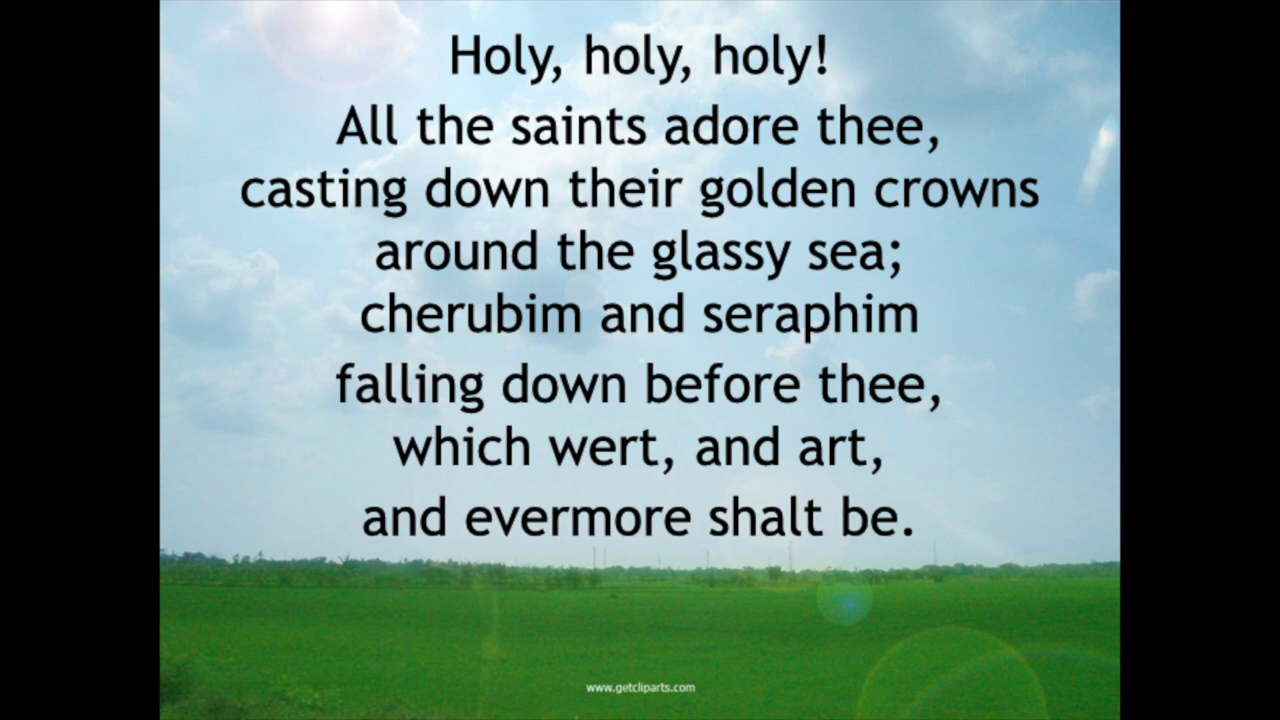 Holy, holy, holy!
All the saints adore thee,
casting down their golden crowns
around the glassy sea;
cherubim and seraphim
falling down before thee,
which wert, and art,
and evermore shalt be.
www.getcliparts.com